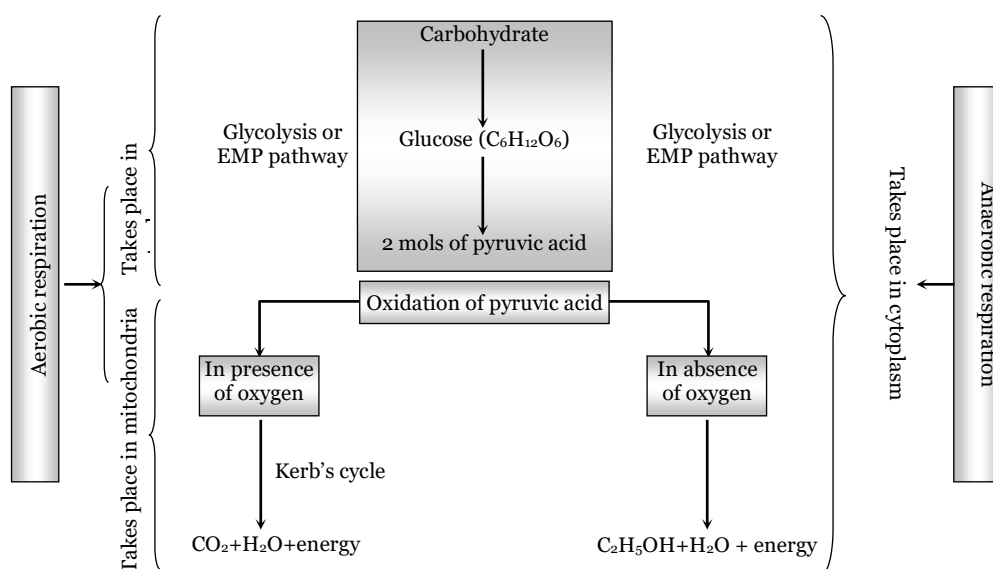 Carbohydrate
Glycolysis or
EMP pathway
Glucose (C₆H₁₂O₆)
Glycolysis or
EMP pathway
2 mols of pyruvic acid
Oxidation of pyruvic acid
In presence
of oxygen
In absence
of oxygen
Kerb's cycle
CO₂+H₂O+energy
C₂H₅OH+H₂O + energy
Aerobic respiration
Takes place in
Takes place in mitochondria
Takes place in cytoplasm
Anaerobic respiration